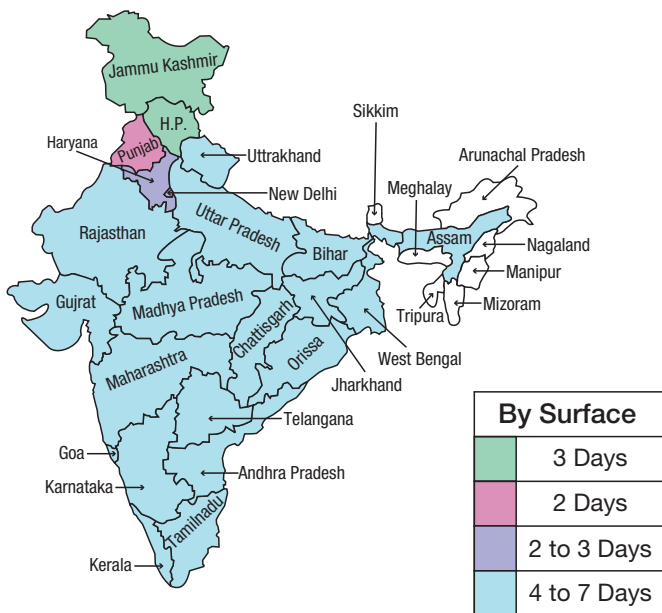 Jammu Kashmir
H.P.
Punjab
Haryana
Uttrakhand
New Delhi
Sikkim
Arunachal Pradesh
Meghalay
Rajasthan
Uttar Pradesh
Bihar
Assam
Nagaland
Manipur
Mizoram
Tripura
Gujrat
Madhya Pradesh
Chattisgarh
West Bengal
Jharkhand
Orissa
Maharashtra
Telangana
Goa
Andhra Pradesh
Karnataka
Tamilnadu
Kerala
By Surface
3 Days
2 Days
2 to 3 Days
4 to 7 Days